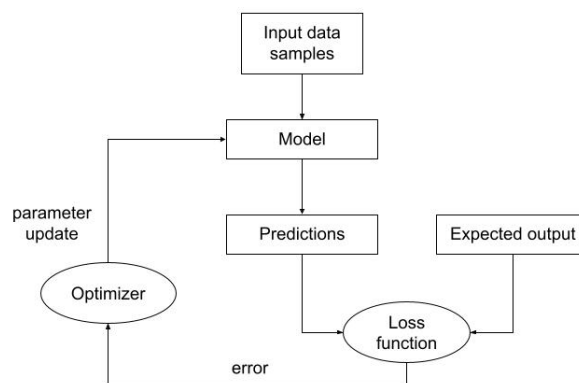 Input data
samples
Model
parameter
update
Predictions
Expected output
Optimizer
Loss
function
error